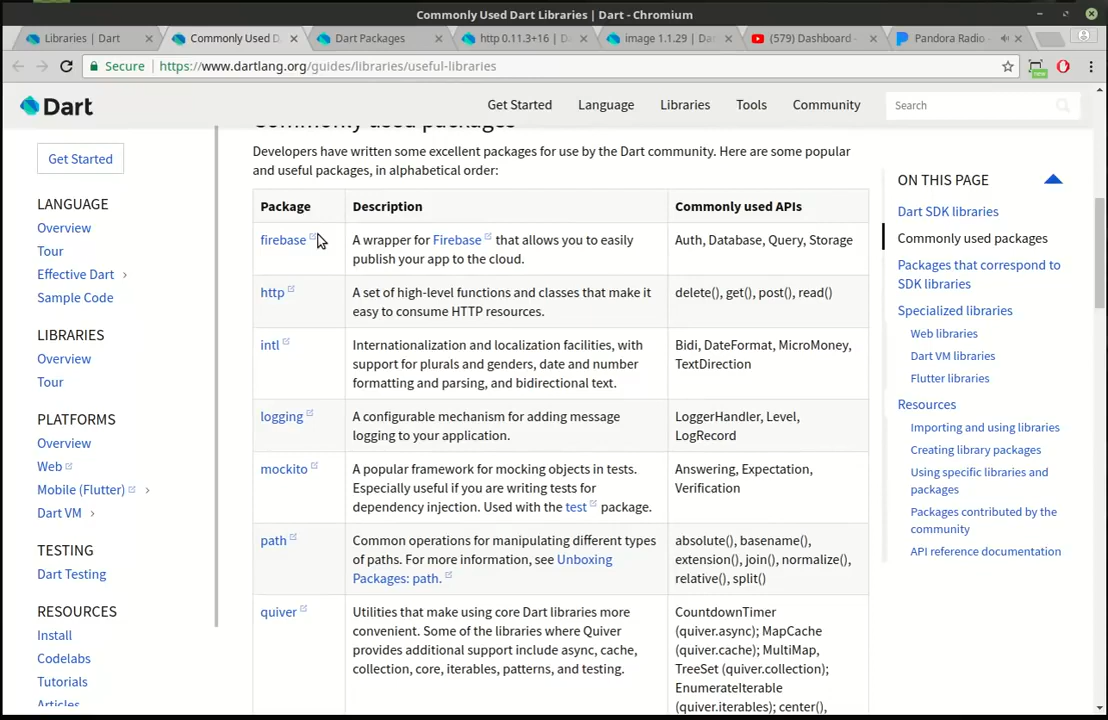 Commonly Used Dart Libraries | Dart - Chromium
Libraries | Dart
Commonly Used D
Dart Packages
http 0.11.3+16 | D
image 1.1.29 | Da
(579) Dashboard -
Pandora Radio -
Secure
https://www.dartlang.org/guides/libraries/useful-libraries
new
Dart
Get Started
Language
Libraries
Tools
Community
Search
Commonly used packages
Developers have written some excellent packages for use by the Dart community. Here are some popular
and useful packages, in alphabetical order:
Package
Description
Commonly used APIs
firebase
A wrapper for Firebase that allows you to easily
publish your app to the cloud.
Auth, Database, Query, Storage
http
A set of high-level functions and classes that make it
easy to consume HTTP resources.
delete(), get(), post(), read()
intl
Internationalization and localization facilities, with
support for plurals and genders, date and number
formatting and parsing, and bidirectional text.
Bidi, DateFormat, MicroMoney,
TextDirection
logging
A configurable mechanism for adding message
logging to your application.
LoggerHandler, Level,
LogRecord
mockito
A popular framework for mocking objects in tests.
Especially useful if you are writing tests for
dependency injection. Used with the test package.
Answering, Expectation,
Verification
path
Common operations for manipulating different types
of paths. For more information, see Unboxing
Packages: path.
absolute(), basename(),
extension(), join(), normalize(),
relative(), split()
quiver
Utilities that make using core Dart libraries more
convenient. Some of the libraries where Quiver
provides additional support include async, cache,
collection, core, iterables, patterns, and testing.
CountdownTimer
(quiver.async); MapCache
(quiver.cache); MultiMap,
TreeSet (quiver.collection);
EnumerateIterable
(quiver.iterables); center(),
Get Started
LANGUAGE
Overview
Tour
Effective Dart
Sample Code
LIBRARIES
Overview
Tour
PLATFORMS
Overview
Web
Mobile (Flutter)
Dart VM
TESTING
Dart Testing
RESOURCES
Install
Codelabs
Tutorials
Articles
ON THIS PAGE
Dart SDK libraries
Commonly used packages
Packages that correspond to
SDK libraries
Specialized libraries
Web libraries
Dart VM libraries
Flutter libraries
Resources
Importing and using libraries
Creating library packages
Using specific libraries and
packages
Packages contributed by the
community
API reference documentation